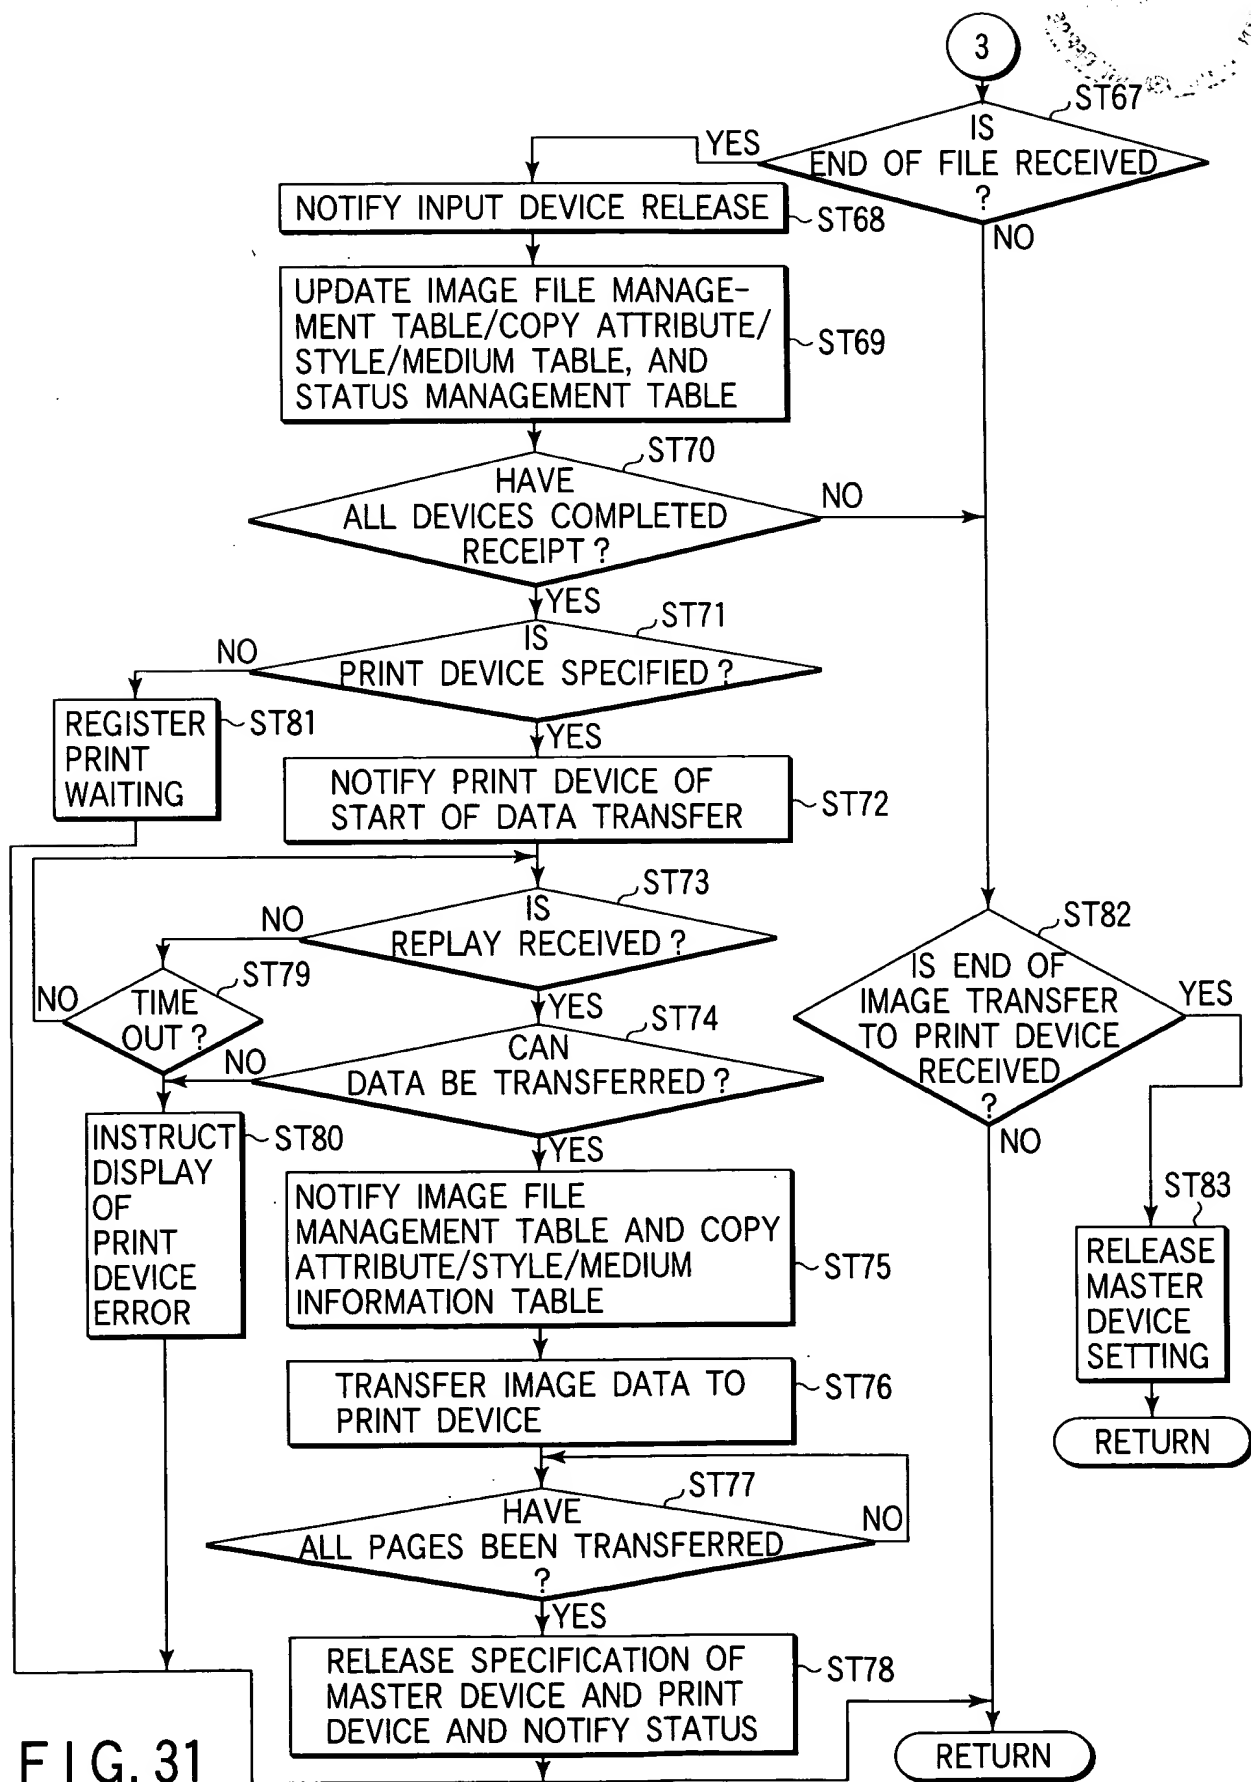 3
ST67
IS
END OF FILE RECEIVED
?
YES
NO
NOTIFY INPUT DEVICE RELEASE
ST68
UPDATE IMAGE FILE MANAGE-
MENT TABLE/COPY ATTRIBUTE/
STYLE/MEDIUM TABLE, AND
STATUS MANAGEMENT TABLE
ST69
ST70
HAVE
ALL DEVICES COMPLETED
RECEIPT ?
NO
YES
ST71
IS
PRINT DEVICE SPECIFIED ?
NO
YES
REGISTER
PRINT
WAITING
ST81
NOTIFY PRINT DEVICE OF
START OF DATA TRANSFER
ST72
ST73
IS
REPLAY RECEIVED ?
NO
YES
ST79
TIME
OUT ?
NO
ST74
CAN
DATA BE TRANSFERRED ?
NO
YES
ST82
IS END OF
IMAGE TRANSFER
TO PRINT DEVICE
RECEIVED
?
YES
NO
INSTRUCT
DISPLAY
OF
PRINT
DEVICE
ERROR
ST80
NOTIFY IMAGE FILE
MANAGEMENT TABLE AND COPY
ATTRIBUTE/STYLE/MEDIUM
INFORMATION TABLE
ST75
ST83
RELEASE
MASTER
DEVICE
SETTING
RETURN
TRANSFER IMAGE DATA TO
PRINT DEVICE
ST76
ST77
HAVE
ALL PAGES BEEN TRANSFERRED
?
NO
YES
RELEASE SPECIFICATION OF
MASTER DEVICE AND PRINT
DEVICE AND NOTIFY STATUS
ST78
RETURN
FIG. 31